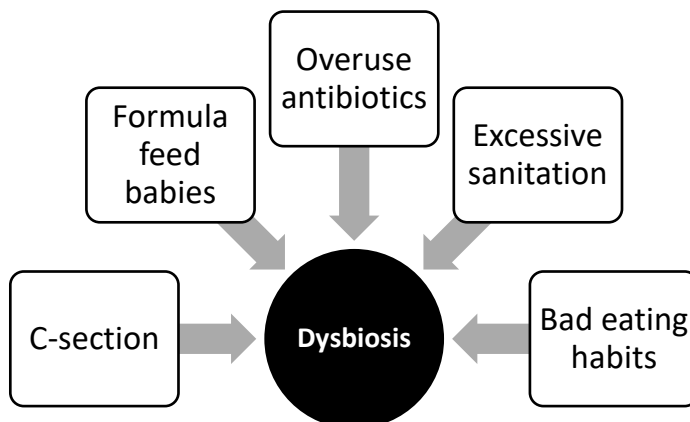 Overuse
antibiotics
Formula
feed
babies
Excessive
sanitation
C-section
Dysbiosis
Bad eating
habits